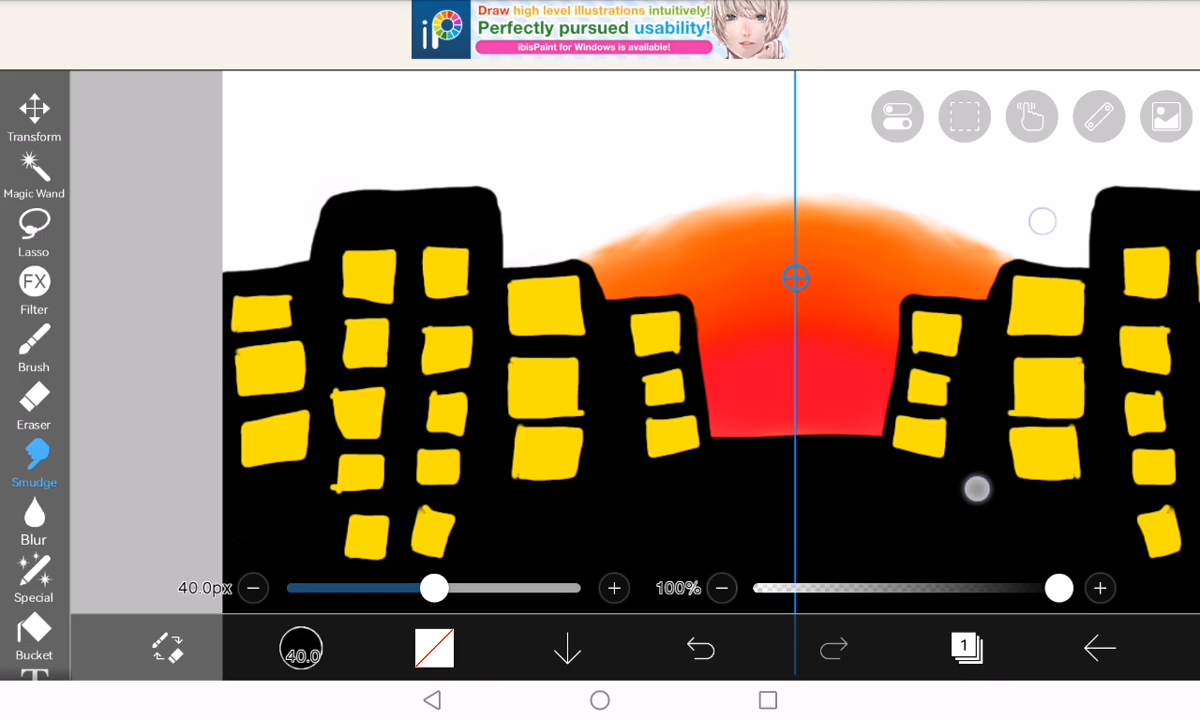 iP
Draw high level illustrations intuitively!
Perfectly pursued usability!
ibisPaint for Windows is available!
Transform
Magic Wand
Lasso
FX
Filter
Brush
Eraser
Smudge
Blur
Special
Bucket
T
40.0px
100%
40.0
1